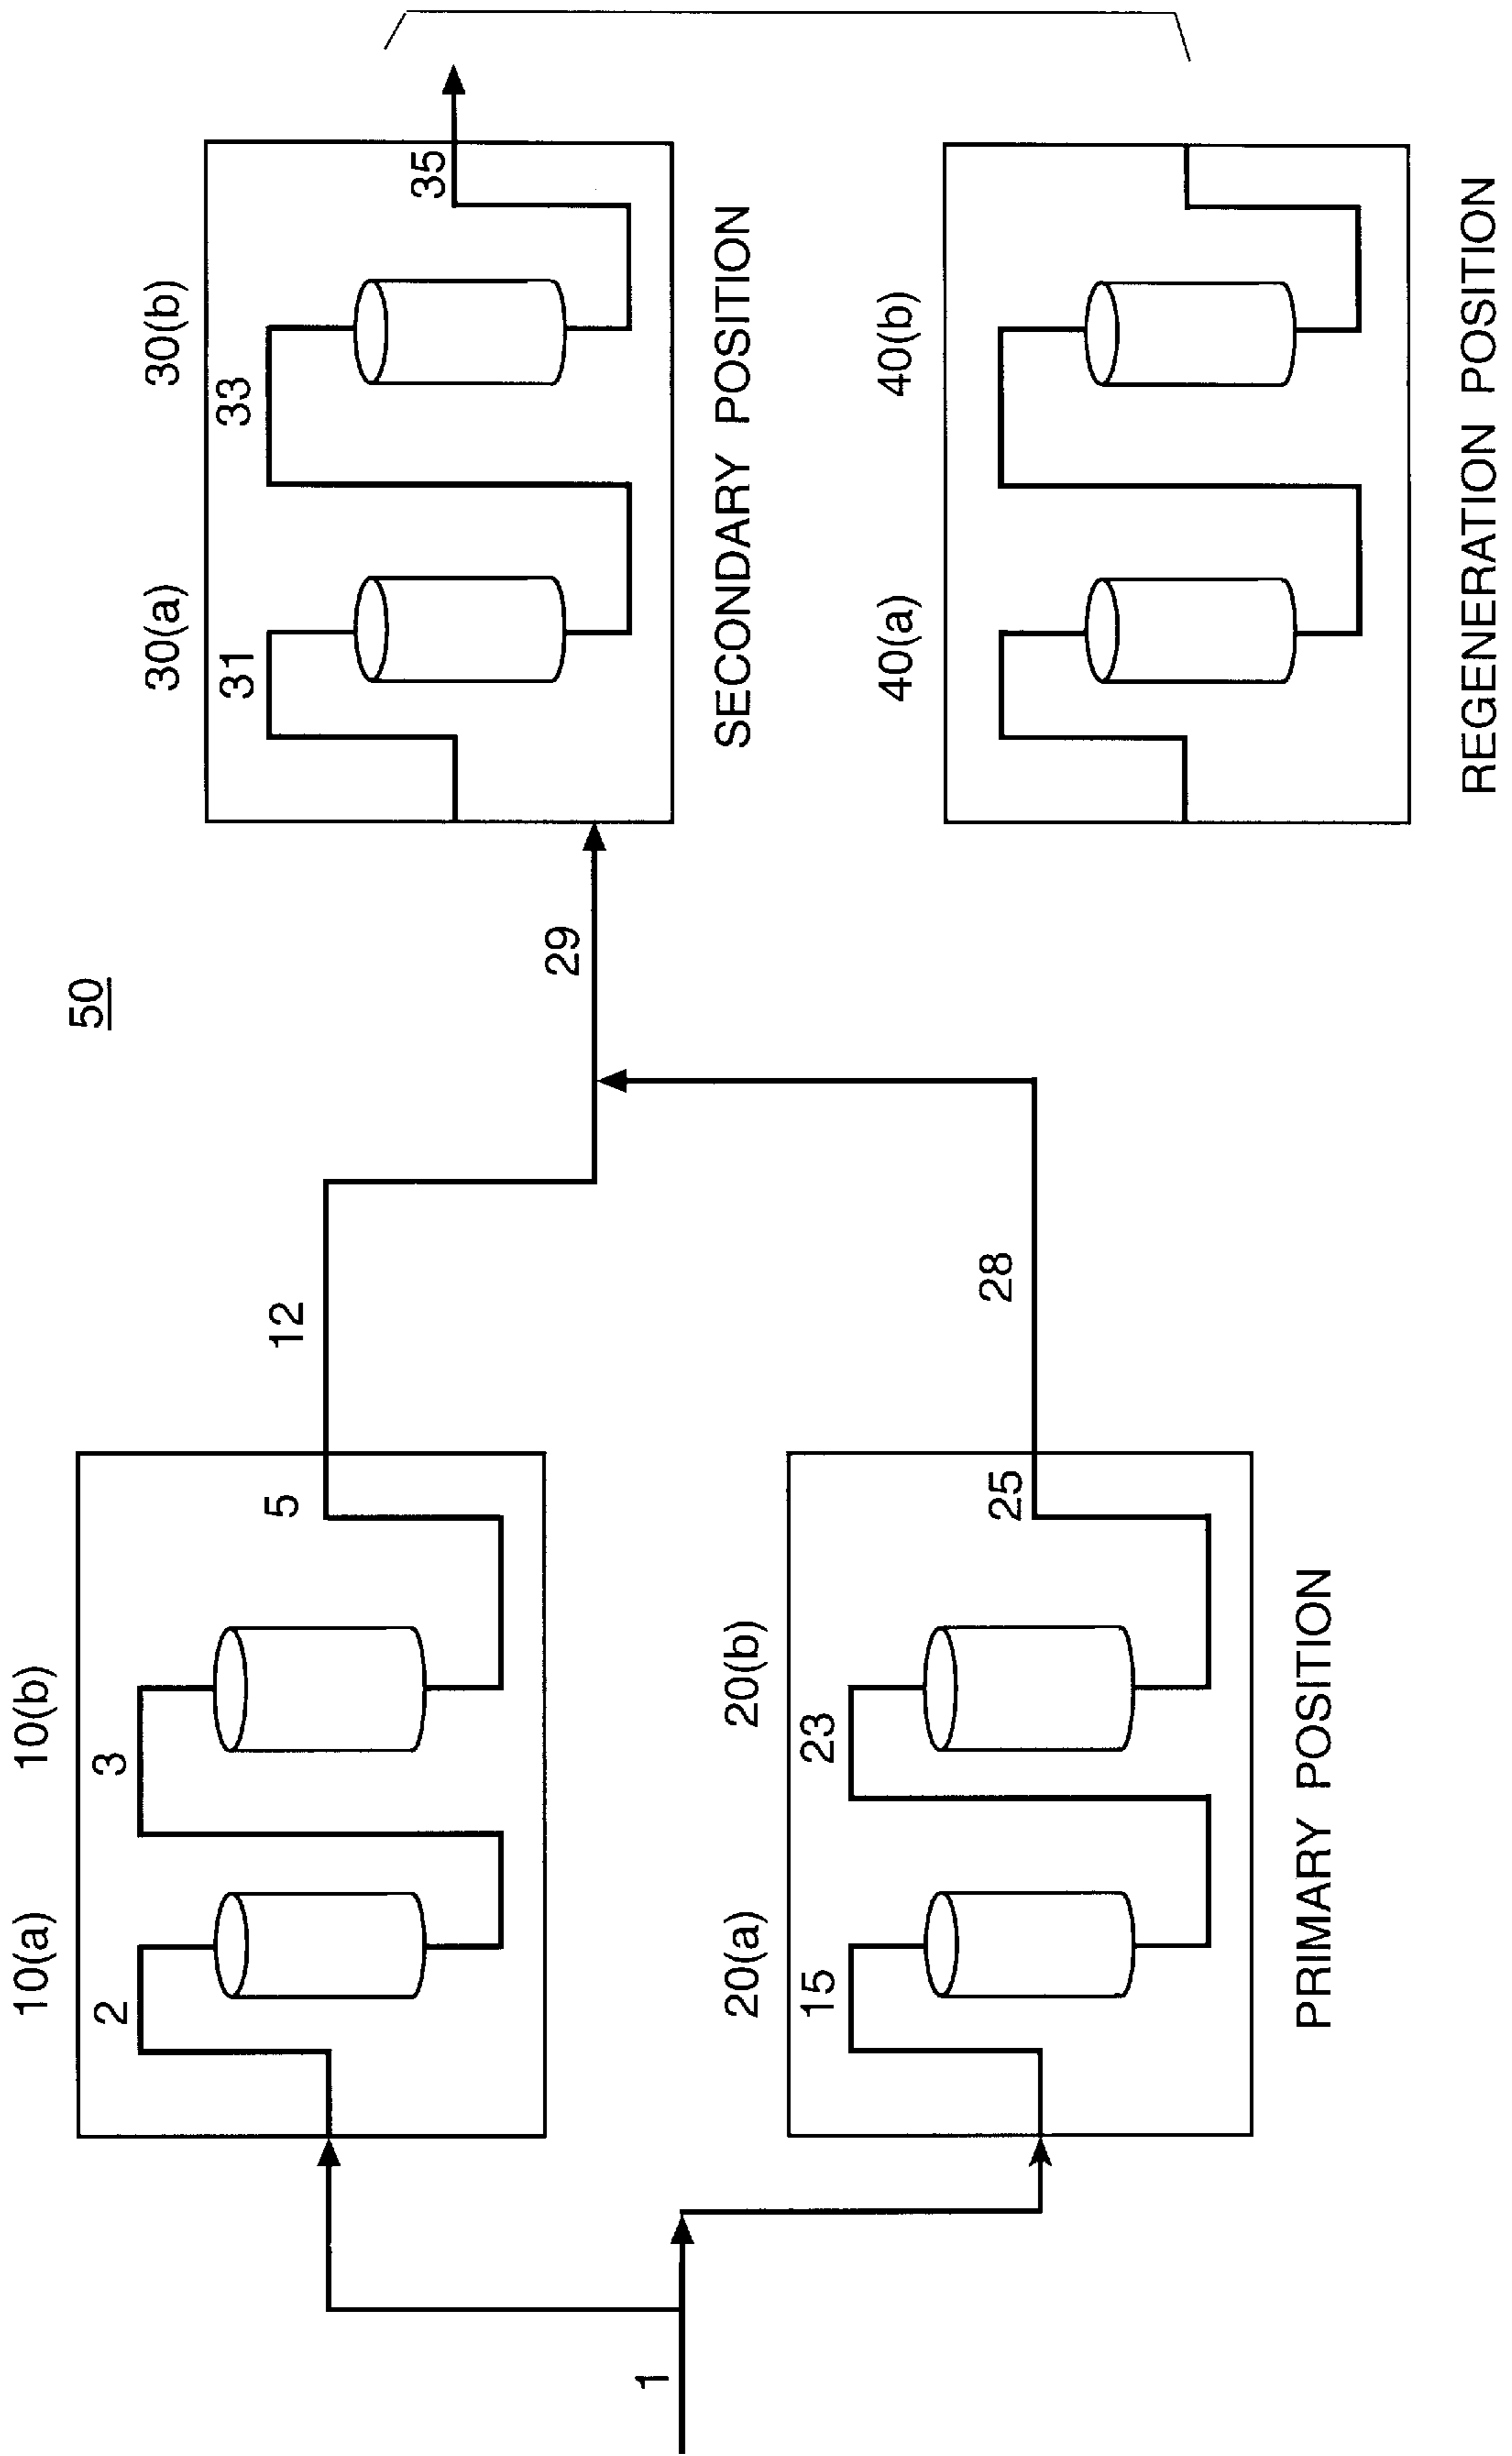 50
1
10(a)
10(b)
2
3
5
12
20(a)
20(b)
15
23
25
28
PRIMARY POSITION
29
30(a)
30(b)
31
33
35
SECONDARY POSITION
40(a)
40(b)
REGENERATION POSITION